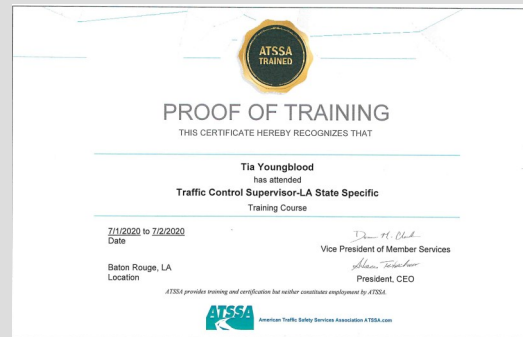 ATSSA
TRAINED
PROOF OF TRAINING
THIS CERTIFICATE HEREBY RECOGNIZES THAT
Tia Youngblood
has attended
Traffic Control Supervisor-LA State Specific
Training Course
7/1/2020 to 7/2/2020
Date
Vice President of Member Services
Baton Rouge, LA
Location
President, CEO
ATSSA provides training and certification but neither constitutes employment by ATSSA.
ATSSA
American Traffic Safety Services Association ATSSA.com